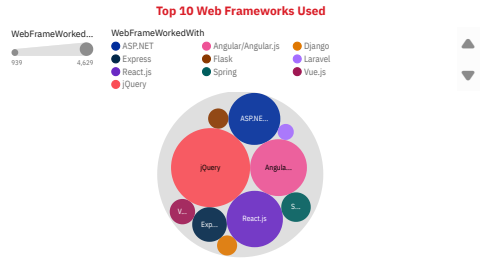 Top 10 Web Frameworks Used
WebFrameWorked...
939 4,629
WebFrameWorkedWith
ASP.NET Angular/Angular.js Django
Express Flask Laravel
React.js Spring Vue.js
jQuery
ASP.NE...
jQuery Angula...
V... S...
Exp... React.js